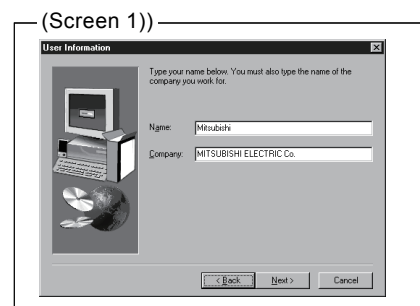 (Screen 1))
User Information
Type your name below. You must also type the name of the
company you work for.
Name: Mitsubishi
Company: MITSUBISHI ELECTRIC Co.
< Back Next > Cancel